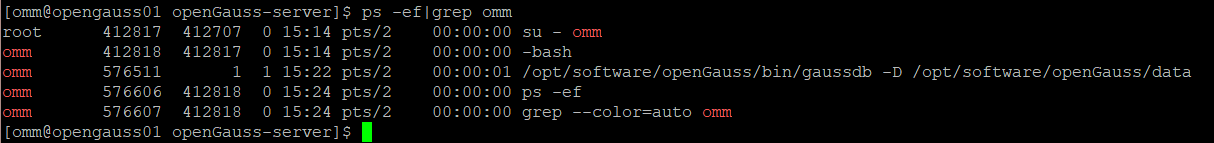 [omm@opengauss01 openGauss-server]$ ps -ef|grep omm
root 412817 412707 0 15:14 pts/2 00:00:00 su - omm
omm 412818 412817 0 15:14 pts/2 00:00:00 -bash
omm 576511 1 1 15:22 pts/2 00:00:01 /opt/software/openGauss/bin/gaussdb -D /opt/software/openGauss/data
omm 576606 412818 0 15:24 pts/2 00:00:00 ps -ef
omm 576607 412818 0 15:24 pts/2 00:00:00 grep --color=auto omm
[omm@opengauss01 openGauss-server]$